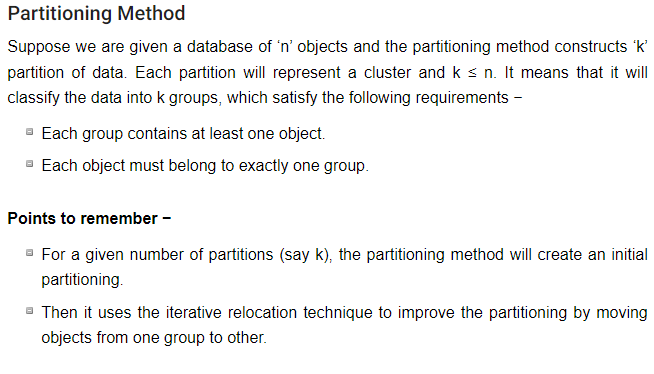 Partitioning Method
Suppose we are given a database of ‘n’ objects and the partitioning method constructs ‘k’
partition of data. Each partition will represent a cluster and k ≤ n. It means that it will
classify the data into k groups, which satisfy the following requirements −
Each group contains at least one object.
Each object must belong to exactly one group.
Points to remember −
For a given number of partitions (say k), the partitioning method will create an initial
partitioning.
Then it uses the iterative relocation technique to improve the partitioning by moving
objects from one group to other.